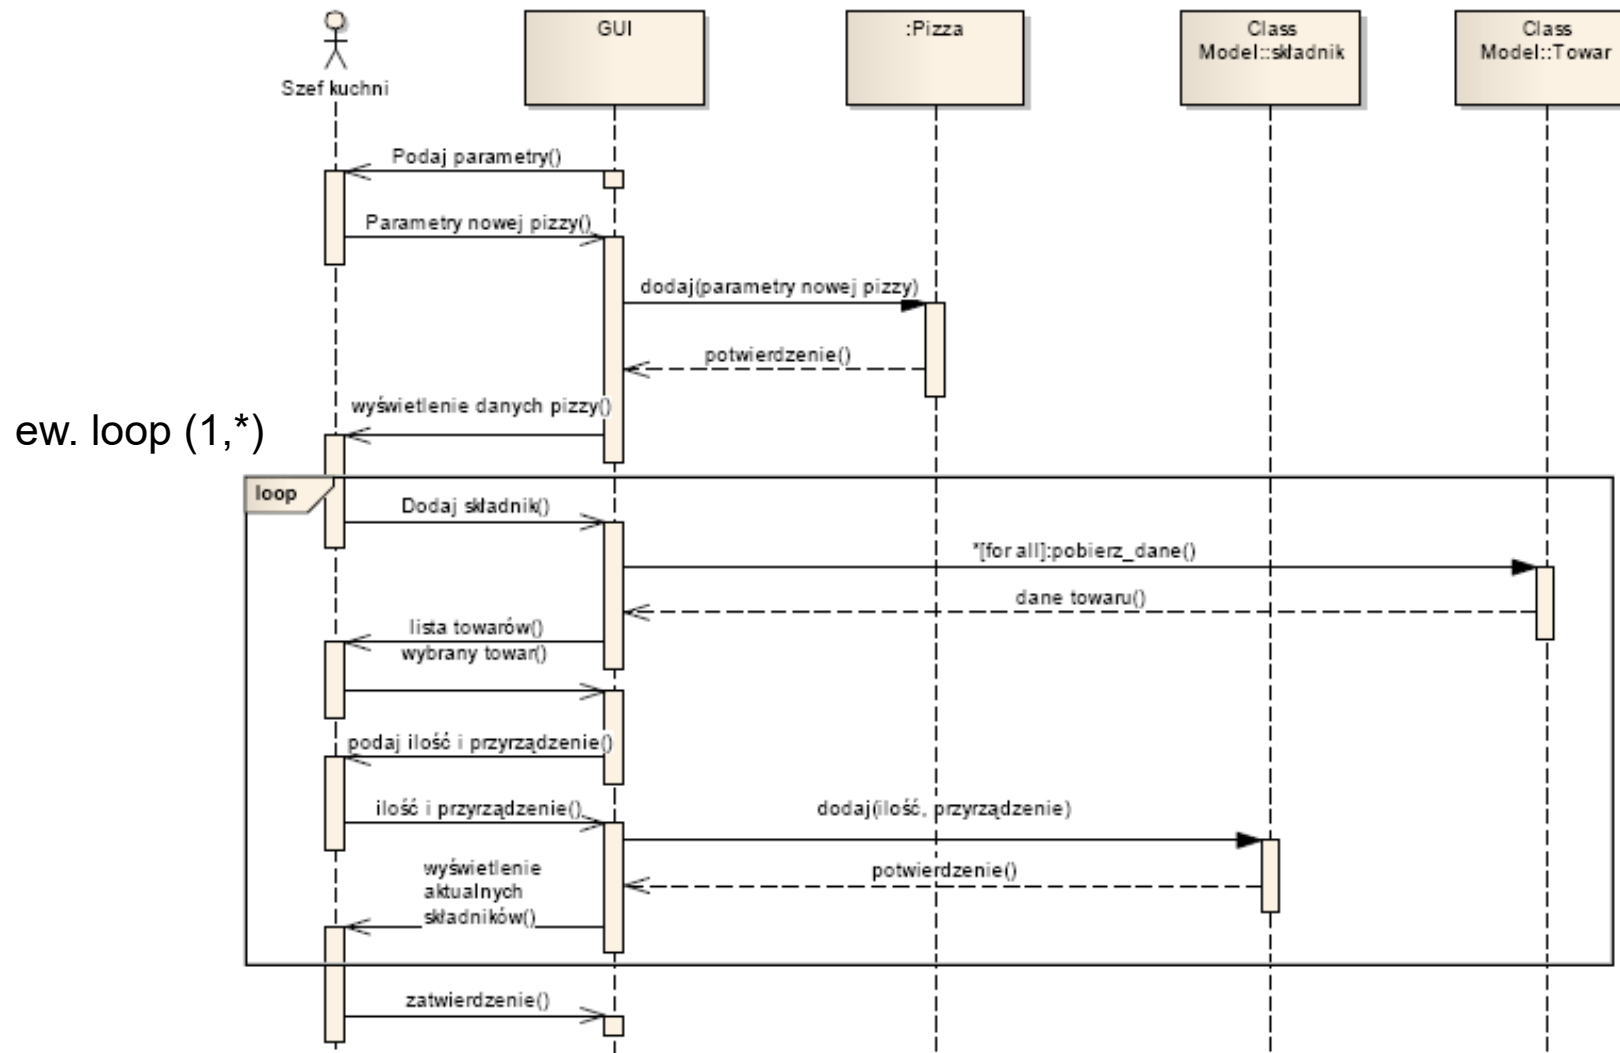 GUI
:Pizza
Class
Model::składnik
Class
Model::Towar
Szef kuchni
Podaj parametry()
Parametry nowej pizzy()
dodaj(parametry nowej pizzy)
potwierdzenie()
wyświetlenie danych pizzy()
ew. loop (1,*)
loop
Dodaj składnik()
*[for all]:pobierz_dane()
dane towaru()
lista towarów()
wybrany towar()
podaj ilość i przyrządzenie()
ilość i przyrządzenie()
dodaj(ilość, przyrządzenie)
wyświetlenie
aktualnych
składników()
potwierdzenie()
zatwierdzenie()